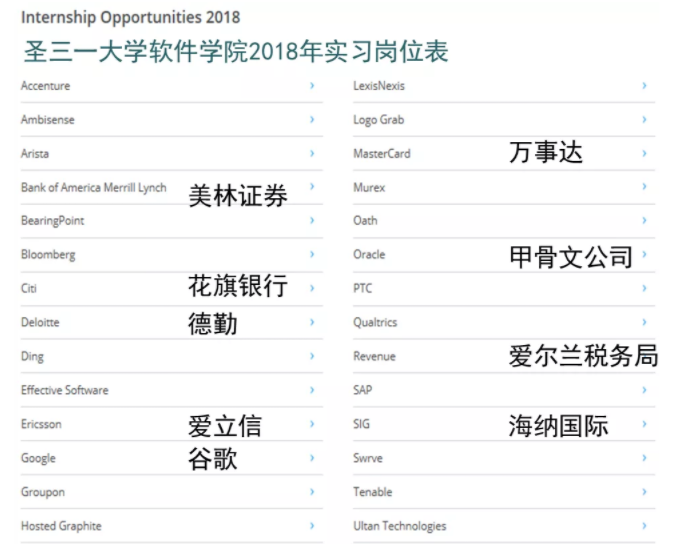 Internship Opportunities 2018
圣三一大学软件学院2018年实习岗位表
Accenture
Ambisense
Arista
Bank of America Merrill Lynch 美林证券
BearingPoint
Bloomberg
Citi 花旗银行
Deloitte 德勤
Ding
Effective Software
Ericsson 爱立信
Google 谷歌
Groupon
Hosted Graphite
LexisNexis
Logo Grab
MasterCard 万事达
Murex
Oath
Oracle 甲骨文公司
PTC
Qualtrics
Revenue 爱尔兰税务局
SAP
SIG 海纳国际
Swrve
Tenable
Ultan Technologies